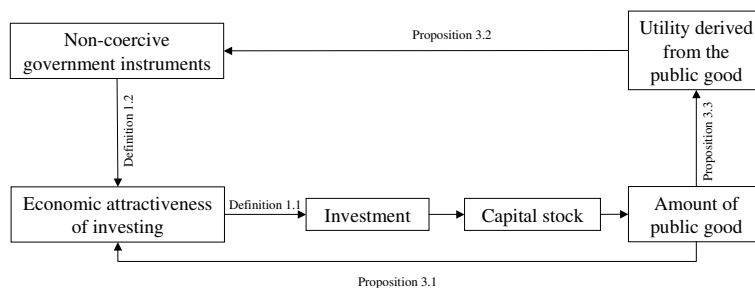 Non-coercive
government instruments
Proposition 3.2
Utility derived
from the
public good
Definition 1.2
Proposition 3.3
Economic attractiveness
of investing
Definition 1.1
Investment
Capital stock
Amount of
public good
Proposition 3.1